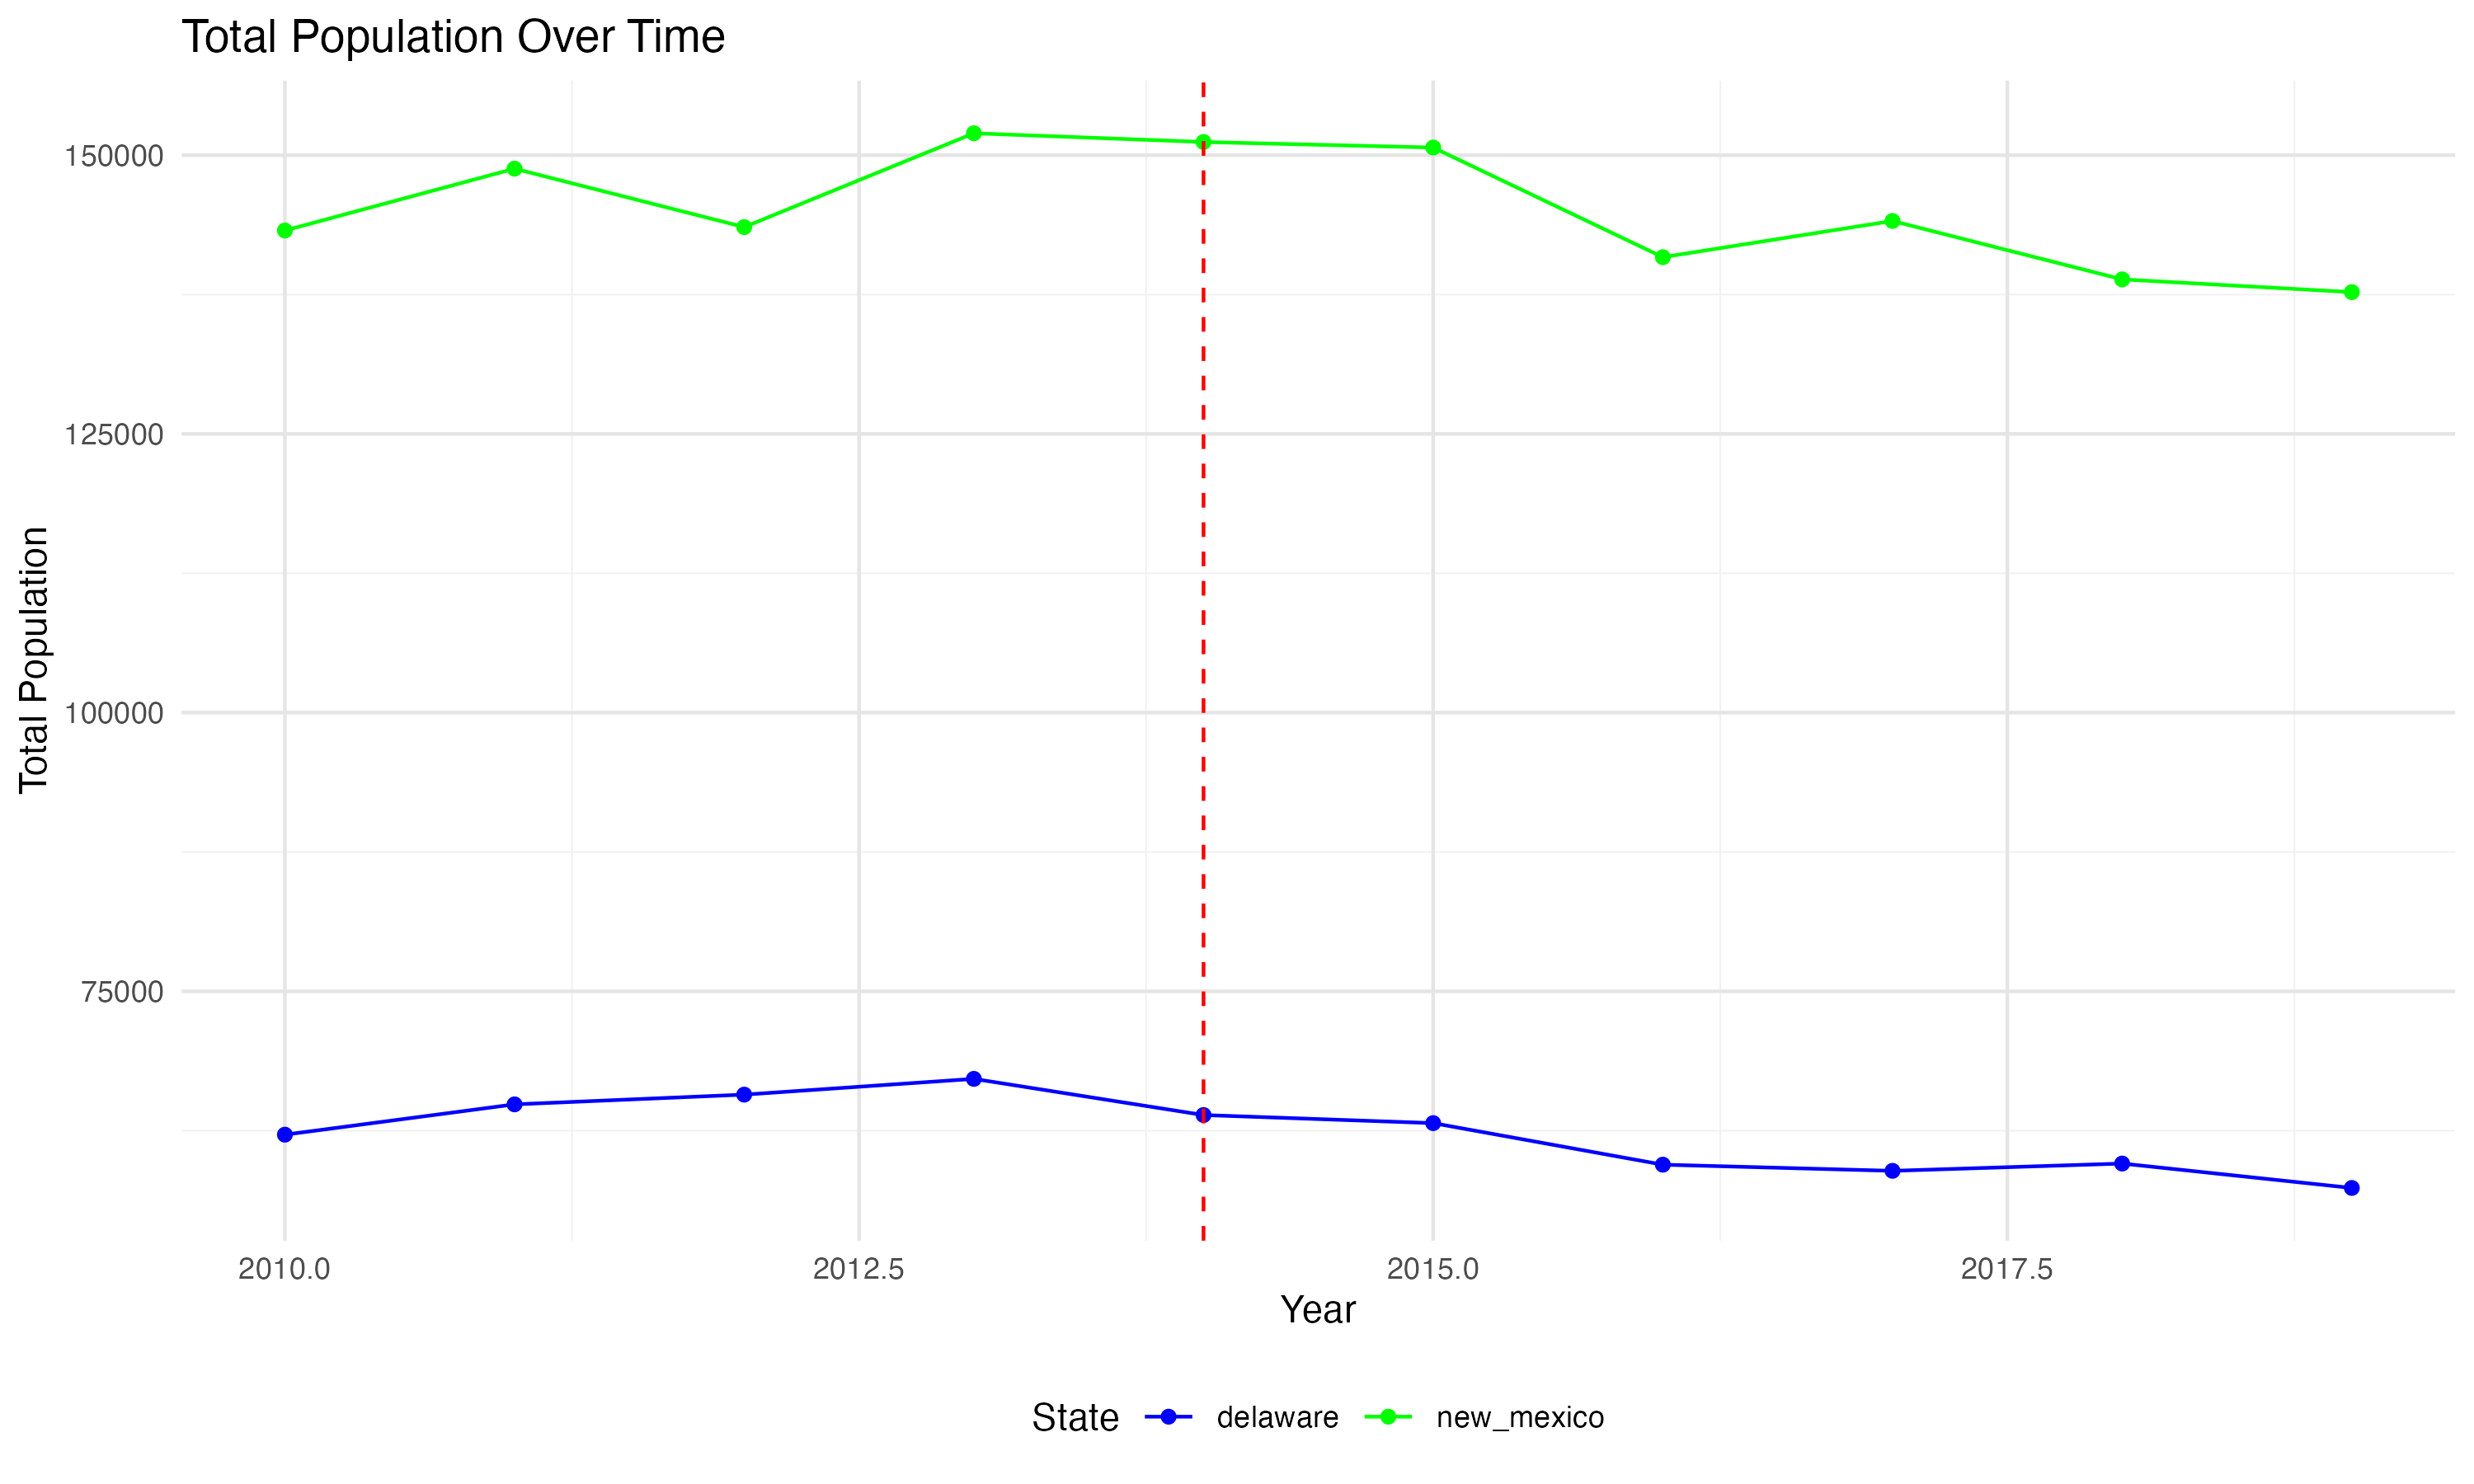 Total Population Over Time
Total Population
150000
125000
100000
75000
2010.0 2012.5 2015.0 2017.5
Year
State delaware new_mexico